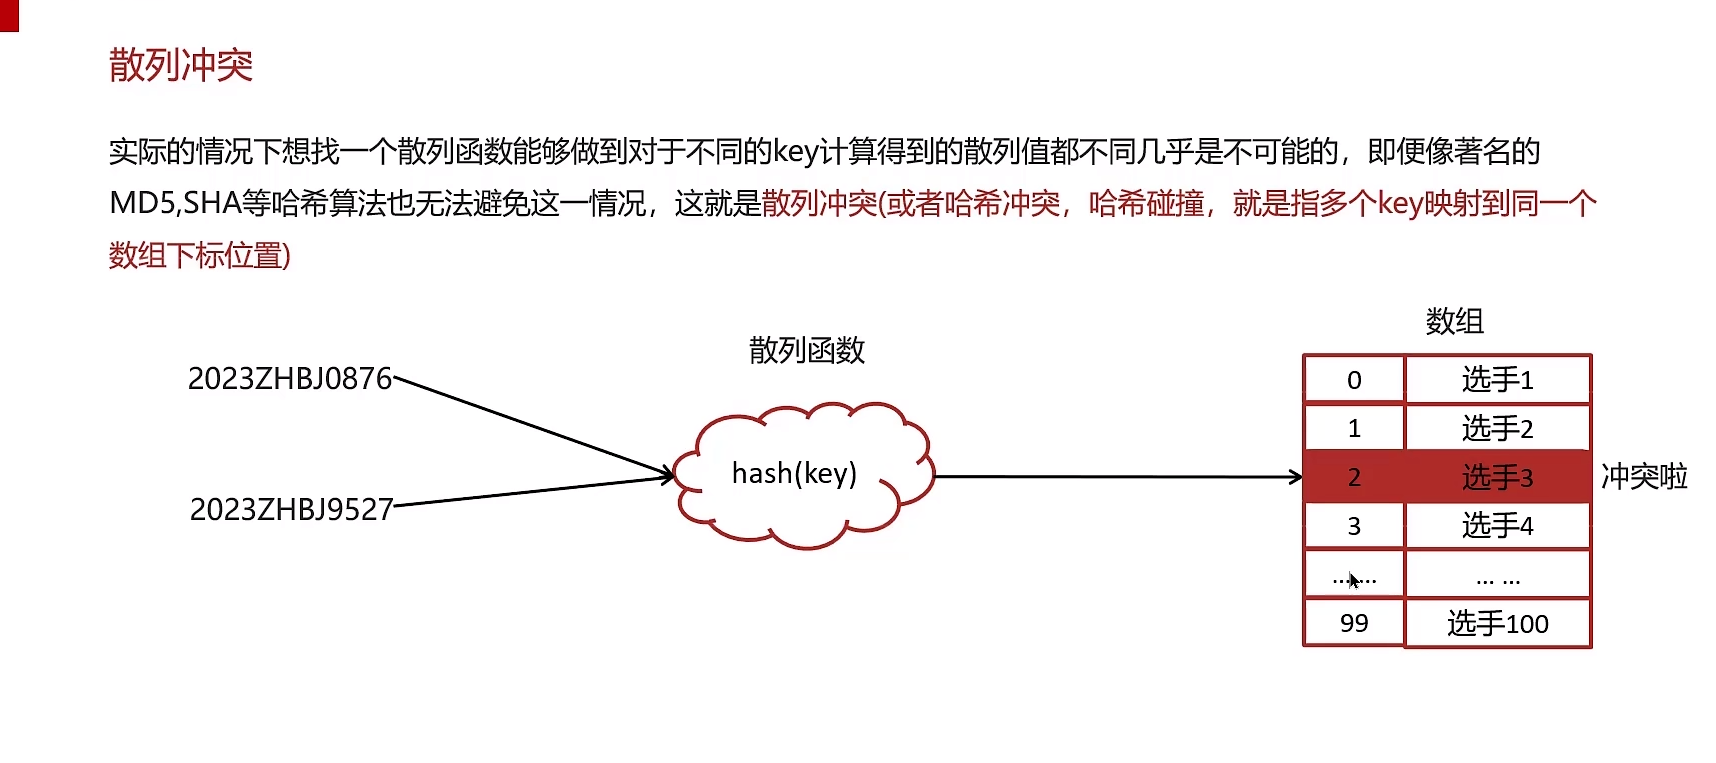 散列冲突
实际的情况下想找一个散列函数能够做到对于不同的key计算得到的散列值都不同几乎是不可能的，即便像著名的
MD5,SHA等哈希算法也无法避免这一情况，这就是散列冲突(或者哈希冲突，哈希碰撞，就是指多个key映射到同一个
数组下标位置)
数组
散列函数
2023ZHBJ0876
2023ZHBJ9527
hash(key)
0 选手1
1 选手2
2 选手3 冲突啦
3 选手4
... ... ... ...
99 选手100